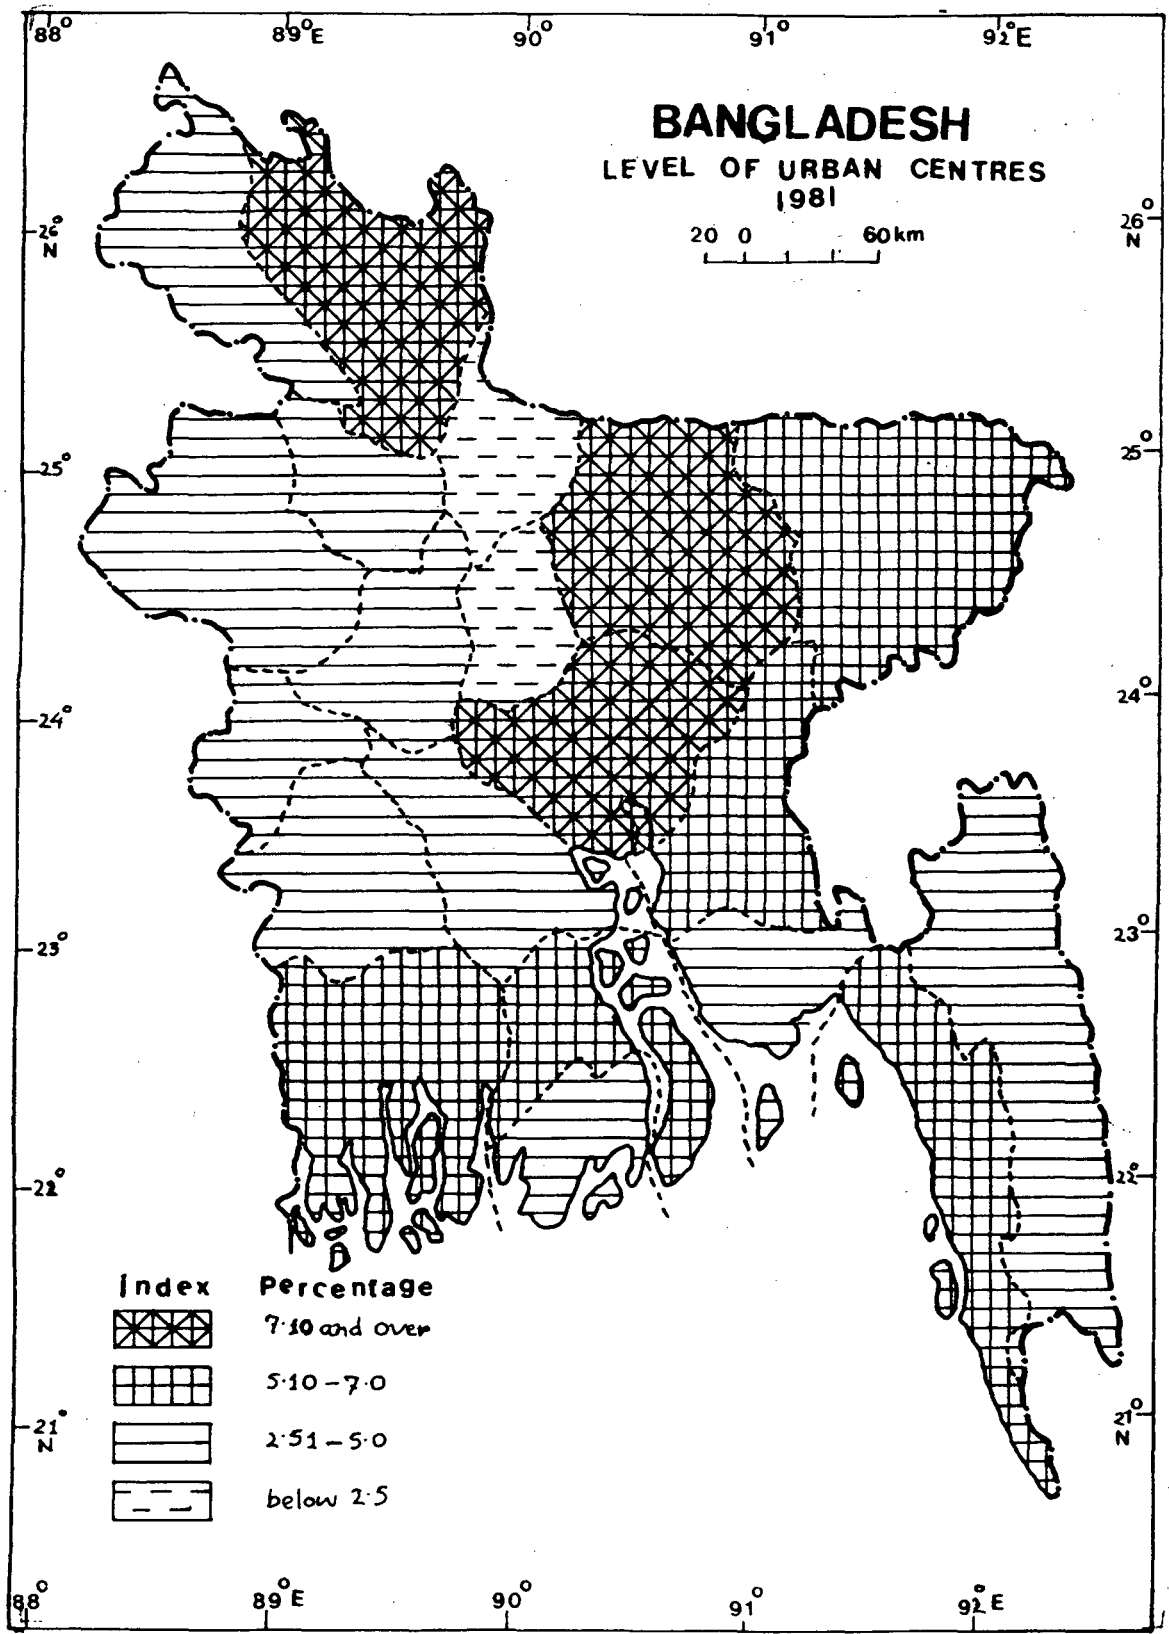 88° 89°E 90° 91° 92°E
BANGLADESH
LEVEL OF URBAN CENTRES
1981
20 0 60 km
26° N 26° N
25° 25°
24° 24°
23° 23°
22° 22°
Index Percentage
7·10 and over
5·10 – 7·0
2·51 – 5·0
below 2·5
21° N 21° N
88° 89°E 90° 91° 92°E